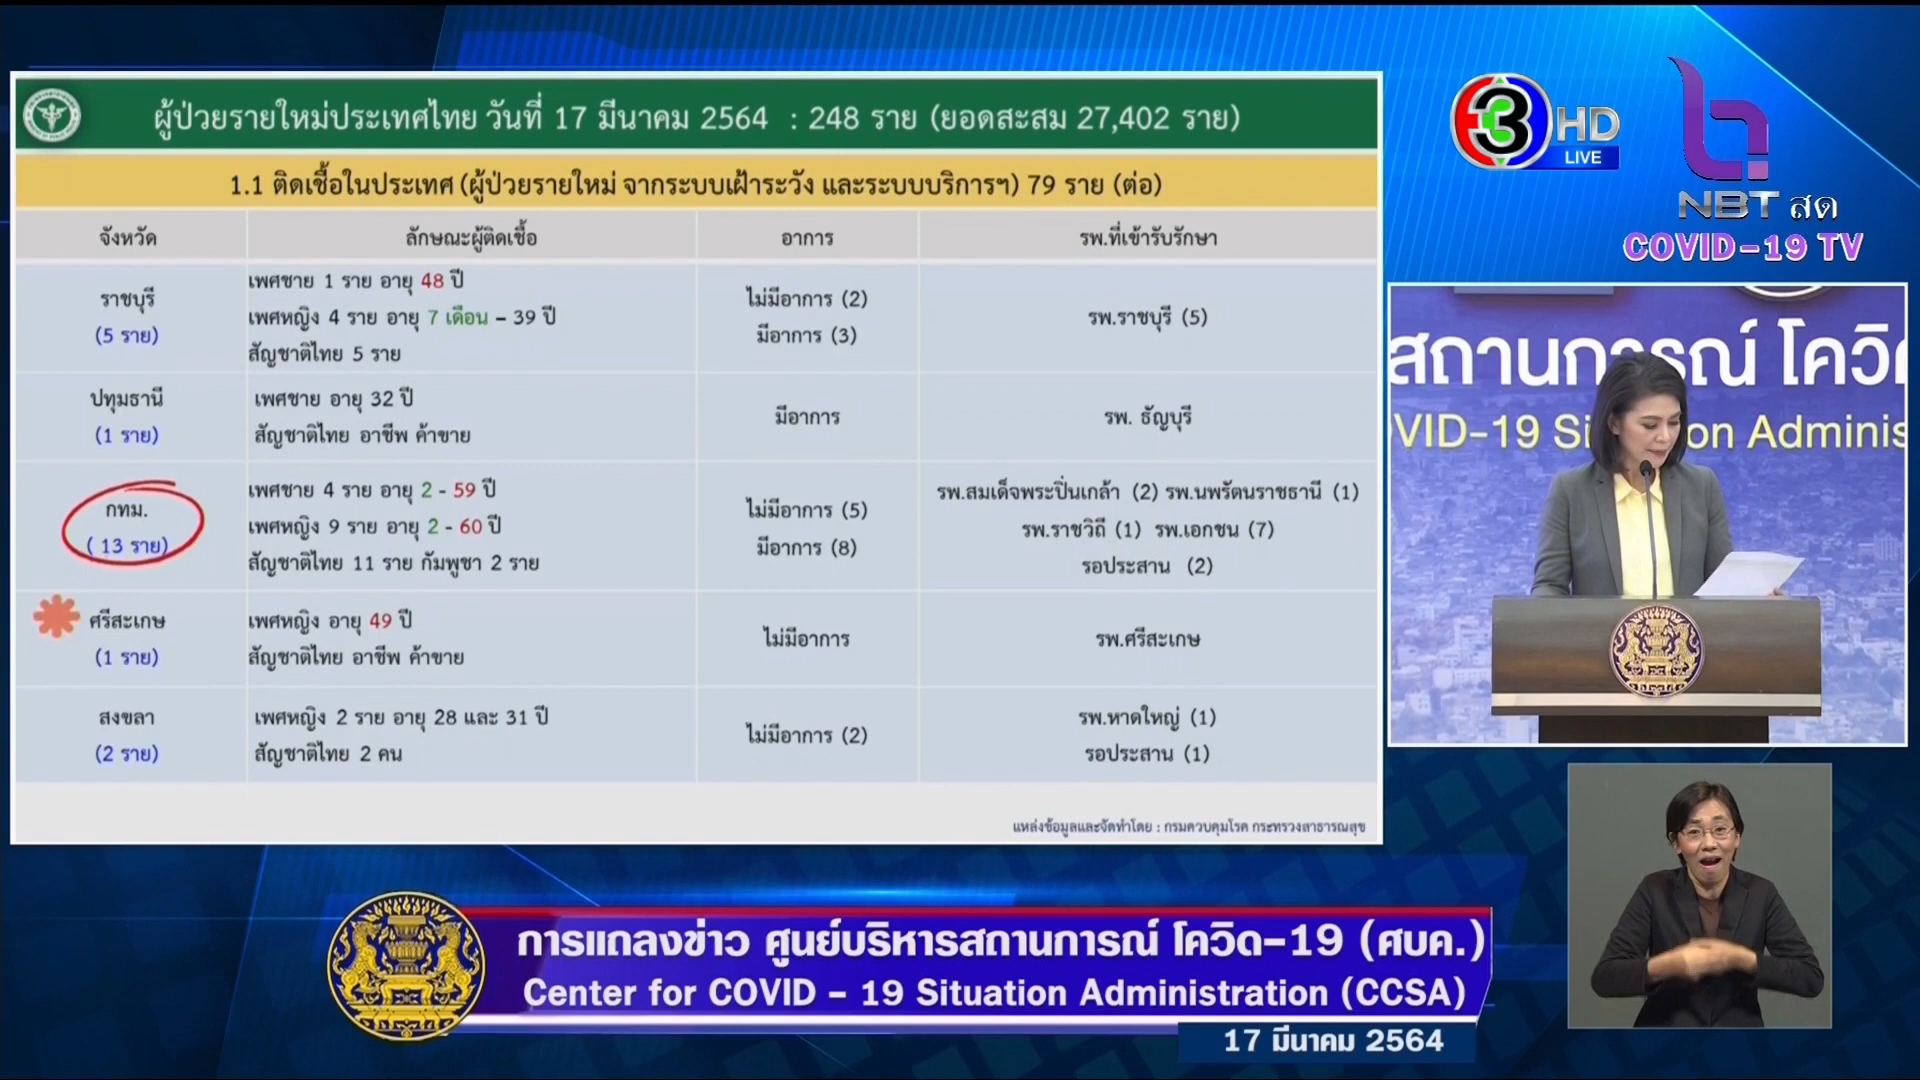 ผู้ป่วยรายใหม่ประเทศไทย วันที่ 17 มีนาคม 2564 : 248 ราย (ยอดสะสม 27,402 ราย)
1.1 ติดเชื้อในประเทศ (ผู้ป่วยรายใหม่ จากระบบเฝ้าระวัง และระบบบริการฯ) 79 ราย (ต่อ)
จังหวัด ลักษณะผู้ติดเชื้อ อาการ รพ.ที่เข้ารับรักษา
ราชบุรี
(5 ราย)
เพศชาย 1 ราย อายุ 48 ปี
เพศหญิง 4 ราย อายุ 7 เดือน – 39 ปี
สัญชาติไทย 5 ราย
ไม่มีอาการ (2)
มีอาการ (3)
รพ.ราชบุรี (5)
ปทุมธานี
(1 ราย)
เพศชาย อายุ 32 ปี
สัญชาติไทย อาชีพ ค้าขาย
มีอาการ
รพ. ธัญบุรี
กทม.
( 13 ราย)
เพศชาย 4 ราย อายุ 2 - 59 ปี
เพศหญิง 9 ราย อายุ 2 - 60 ปี
สัญชาติไทย 11 ราย กัมพูชา 2 ราย
ไม่มีอาการ (5)
มีอาการ (8)
รพ.สมเด็จพระปิ่นเกล้า (2) รพ.นพรัตนราชธานี (1)
รพ.ราชวิถี (1) รพ.เอกชน (7)
รอประสาน (2)
ศรีสะเกษ
(1 ราย)
เพศหญิง อายุ 49 ปี
สัญชาติไทย อาชีพ ค้าขาย
ไม่มีอาการ
รพ.ศรีสะเกษ
สงขลา
(2 ราย)
เพศหญิง 2 ราย อายุ 28 และ 31 ปี
สัญชาติไทย 2 คน
ไม่มีอาการ (2)
รพ.หาดใหญ่ (1)
รอประสาน (1)
แหล่งข้อมูลและจัดทำโดย : กรมควบคุมโรค กระทรวงสาธารณสุข
3 HD
LIVE
NBT สด
COVID-19 TV
สถานการณ์ โควิ
VID-19 Si on Adminis
การแถลงข่าว ศูนย์บริหารสถานการณ์ โควิด-19 (ศบค.)
Center for COVID - 19 Situation Administration (CCSA)
17 มีนาคม 2564